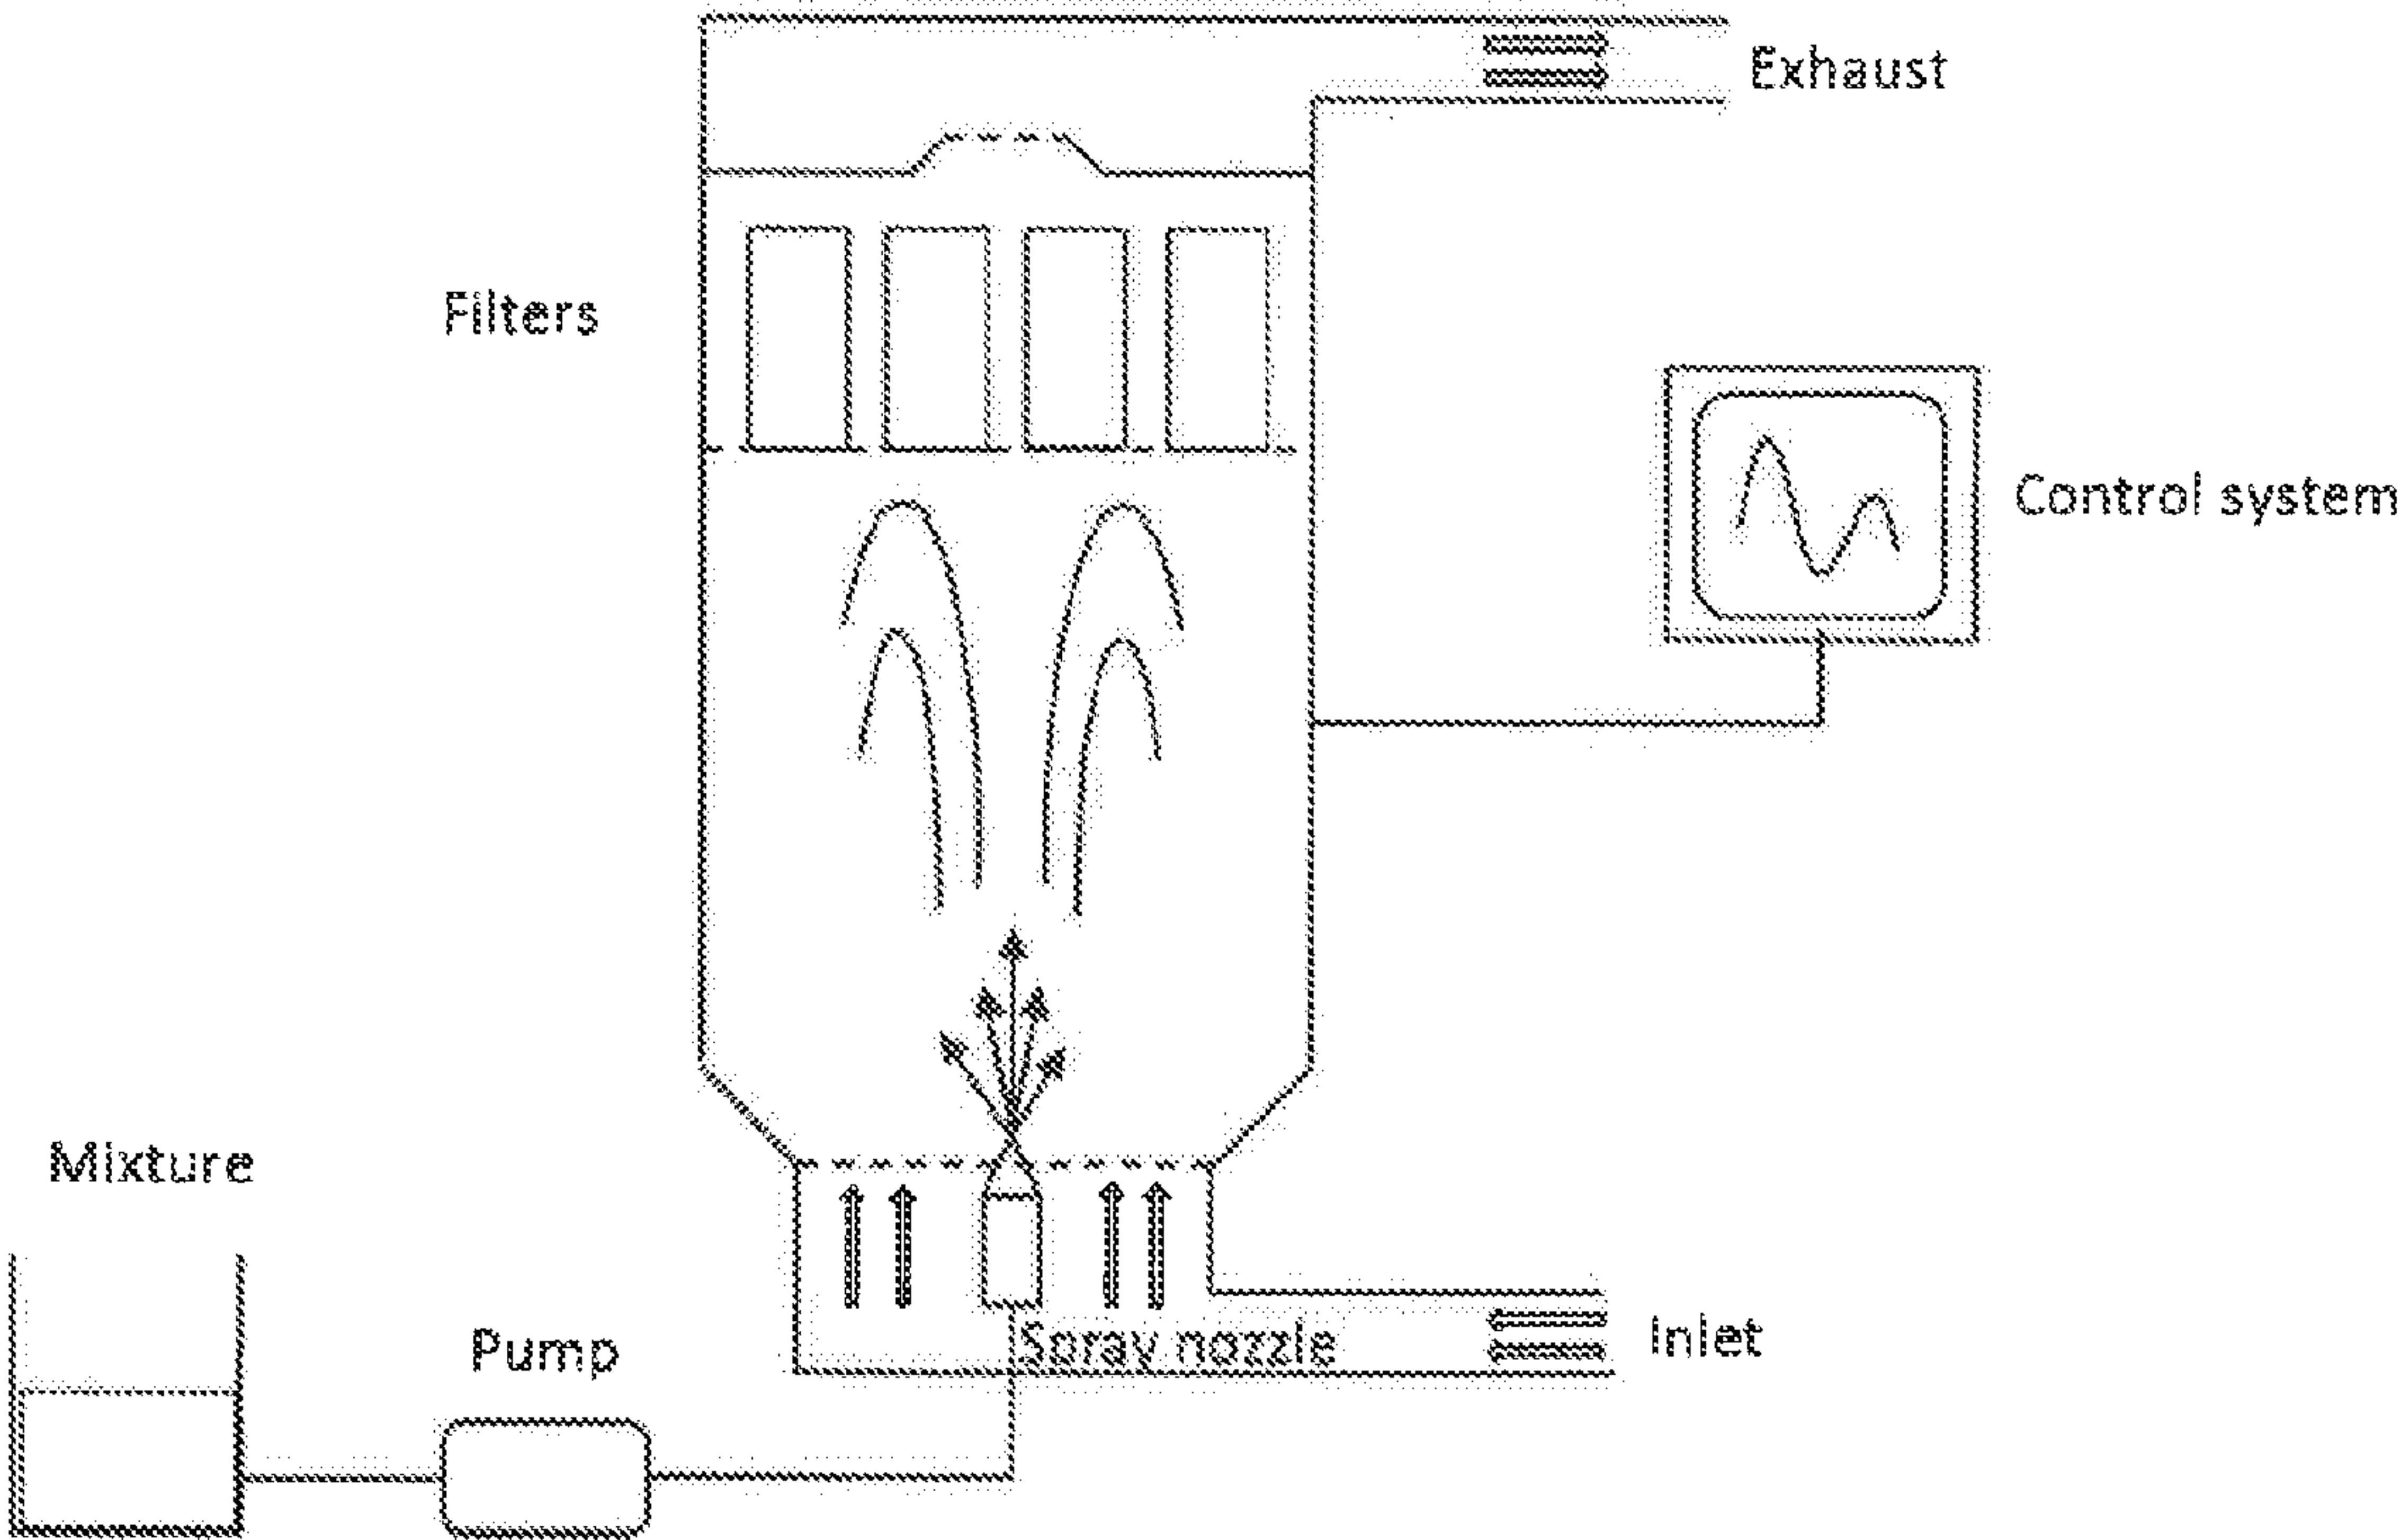 Exhaust
Filters
Control system
Mixture
Spray nozzle
Inlet
Pump